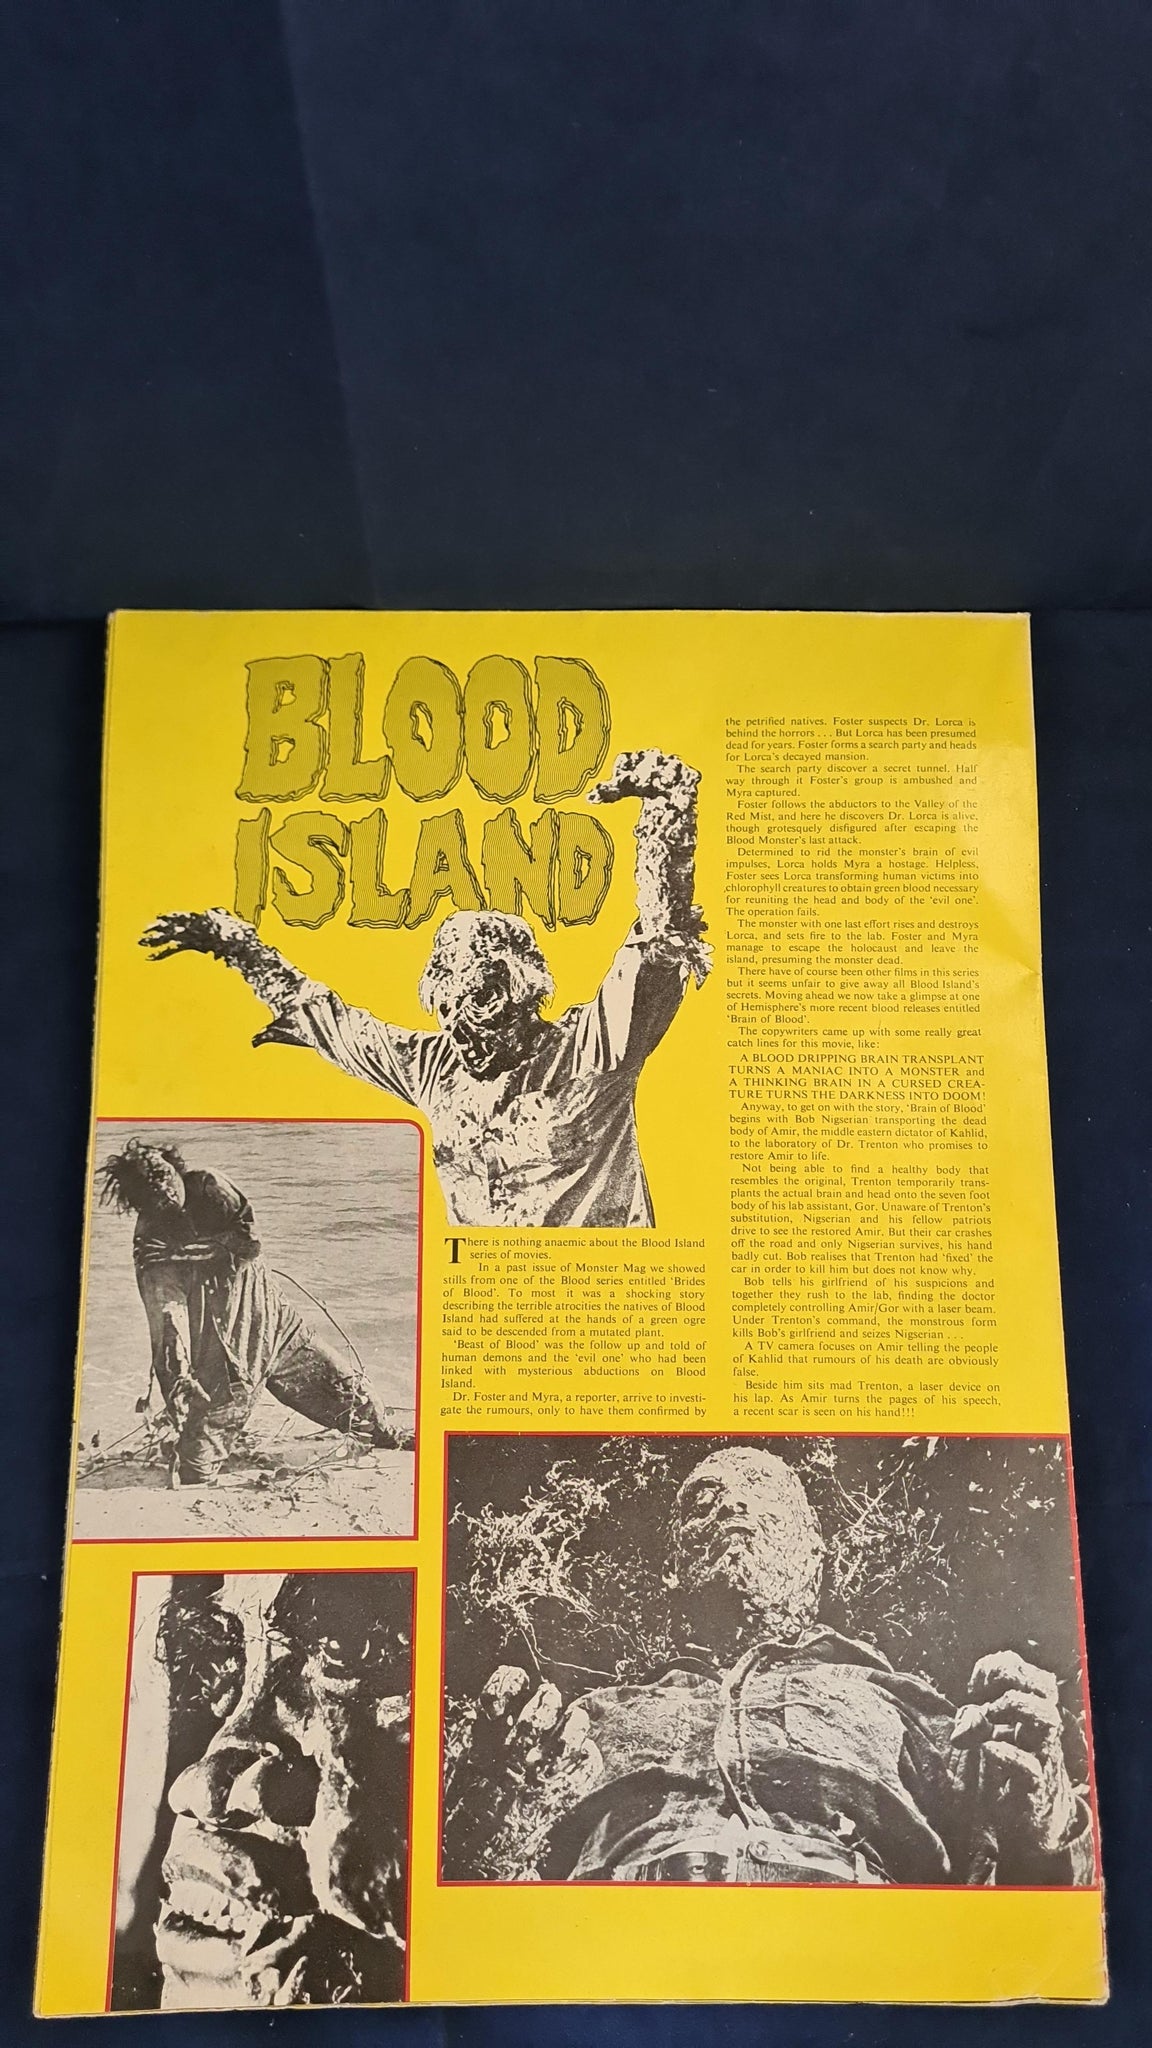 BLOOD
ISLAND
There is nothing anaemic about the Blood Island
series of movies.
In a past issue of Monster Mag we showed
stills from one of the Blood series entitled 'Brides
of Blood'. To most it was a shocking story
describing the terrible atrocities the natives of Blood
Island had suffered at the hands of a green ogre
said to be descended from a mutated plant.
'Beast of Blood' was the follow up and told of
human demons and the 'evil one' who had been
linked with mysterious abductions on Blood
Island.
Dr. Foster and Myra, a reporter, arrive to investi-
gate the rumours, only to have them confirmed by
the petrified natives. Foster suspects Dr. Lorca is
behind the horrors . . . But Lorca has been presumed
dead for years. Foster forms a search party and heads
for Lorca's decayed mansion.
The search party discover a secret tunnel. Half
way through it Foster's group is ambushed and
Myra captured.
Foster follows the abductors to the Valley of the
Red Mist, and here he discovers Dr. Lorca is alive,
though grotesquely disfigured after escaping the
Blood Monster's last attack.
Determined to rid the monster's brain of evil
impulses, Lorca holds Myra a hostage. Helpless,
Foster sees Lorca transforming human victims into
chlorophyll creatures to obtain green blood necessary
for reuniting the head and body of the 'evil one'.
The operation fails.
The monster with one last effort rises and destroys
Lorca, and sets fire to the lab. Foster and Myra
manage to escape the holocaust and leave the
island, presuming the monster dead.
There have of course been other films in this series
but it seems unfair to give away all Blood Island's
secrets. Moving ahead we now take a glimpse at one
of Hemisphere's more recent blood releases entitled
'Brain of Blood'.
The copywriters came up with some really great
catch lines for this movie, like:
A BLOOD DRIPPING BRAIN TRANSPLANT
TURNS A MANIAC INTO A MONSTER and
A THINKING BRAIN IN A CURSED CREA-
TURE TURNS THE DARKNESS INTO DOOM!
Anyway, to get on with the story, 'Brain of Blood'
begins with Bob Nigserian transporting the dead
body of Amir, the middle eastern dictator of Kahlid,
to the laboratory of Dr. Trenton who promises to
restore Amir to life.
Not being able to find a healthy body that
resembles the original, Trenton temporarily trans-
plants the actual brain and head onto the seven foot
body of his lab assistant, Gor. Unaware of Trenton's
substitution, Nigserian and his fellow patriots
drive to see the restored Amir. But their car crashes
off the road and only Nigserian survives, his hand
badly cut. Bob realises that Trenton had 'fixed' the
car in order to kill him but does not know why.
Bob tells his girlfriend of his suspicions and
together they rush to the lab, finding the doctor
completely controlling Amir/Gor with a laser beam.
Under Trenton's command, the monstrous form
kills Bob's girlfriend and seizes Nigserian . . .
A TV camera focuses on Amir telling the people
of Kahlid that rumours of his death are obviously
false.
Beside him sits mad Trenton, a laser device on
his lap. As Amir turns the pages of his speech,
a recent scar is seen on his hand!!!